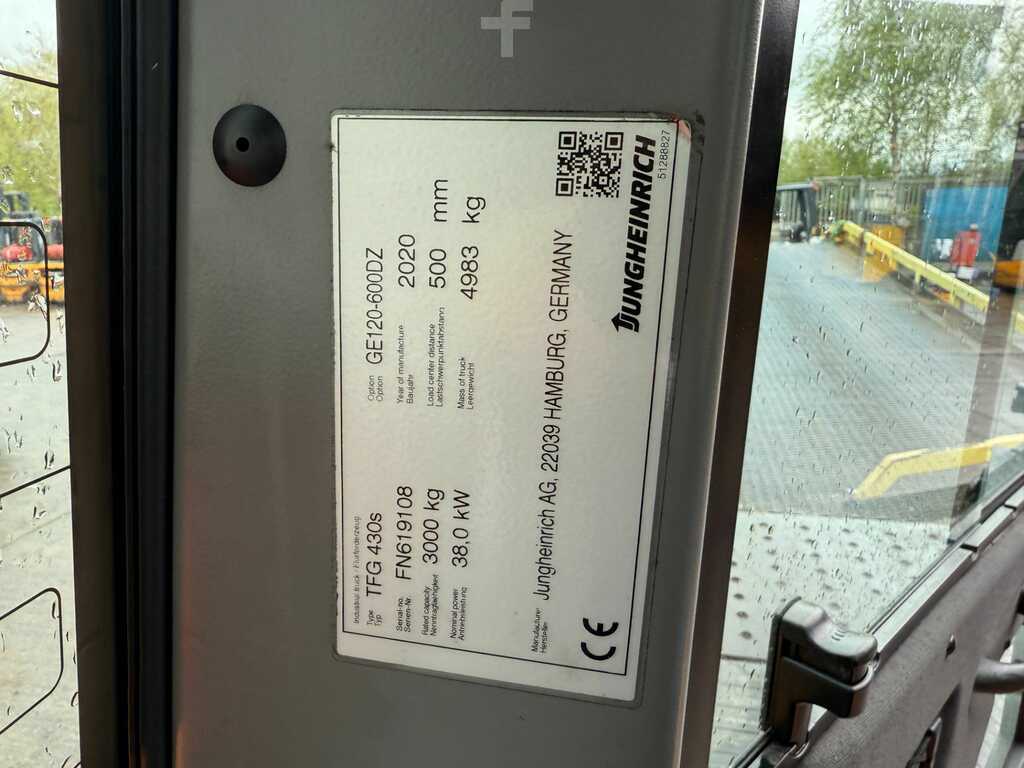 Industrial truck / Flurförderzeug
Type TFG 430s Option GE120-600DZ
Typ Option
Serial-no. FN619108 Year of manufacture 2020
Serien-Nr. Baujahr
Rated capacity 3000 kg Load center distance 500 mm
Nenntragfaehigkeit Lastschwerpunktabstand
Nominal power 38,0 kW Mass of truck 4983 kg
Antriebsleistung Leergewicht
Manufacturer Jungheinrich AG, 22039 HAMBURG, GERMANY
Hersteller
CE
JUNGHEINRICH
51288827
f